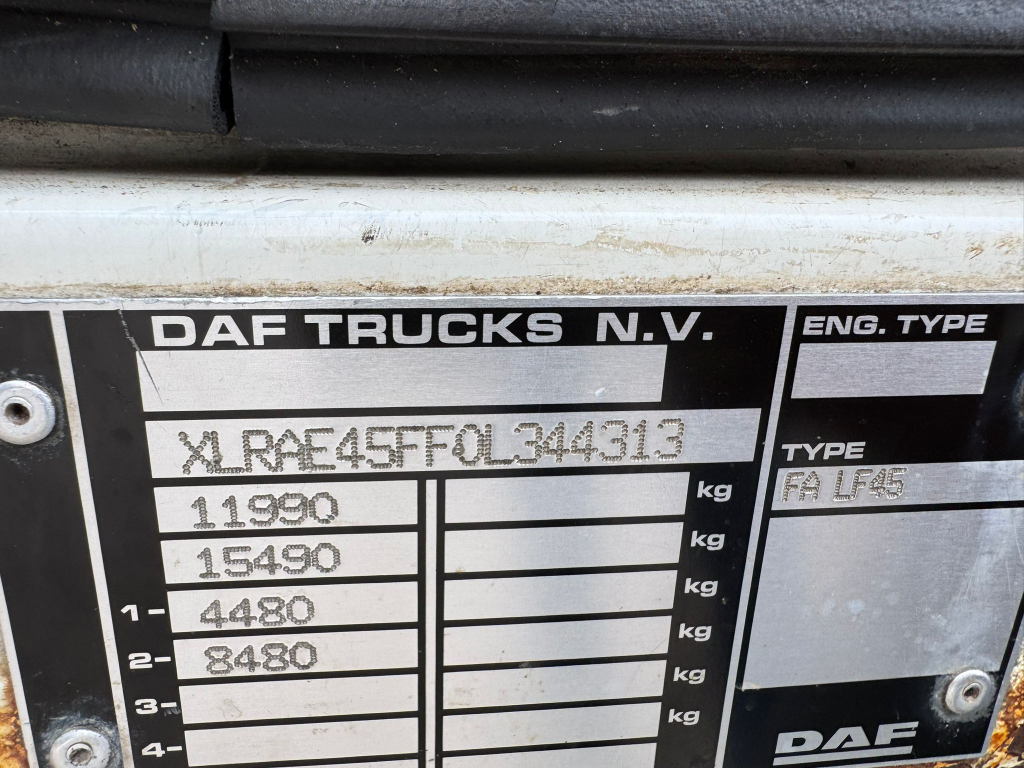 DAF TRUCKS N.V.
ENG. TYPE
XLRAE45FF0L344313
TYPE
FA LF45
11990 kg
15490 kg
1- 4480 kg
2- 8480 kg
3- kg
4- kg
DAF